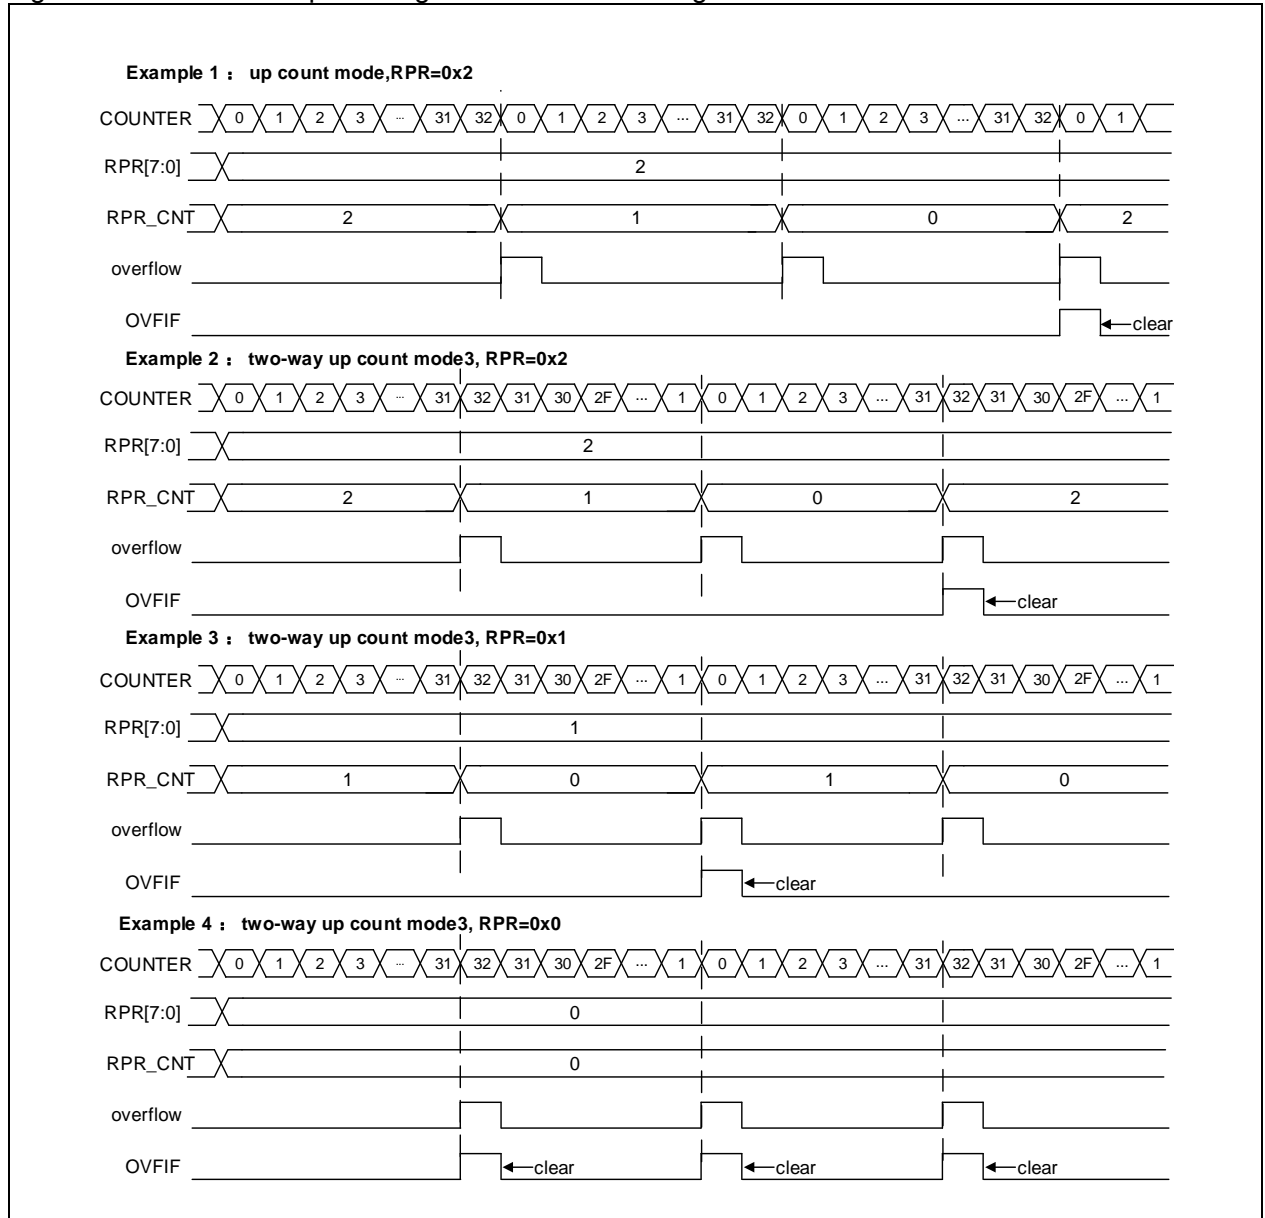 Example 1： up count mode,RPR=0x2
COUNTER 0 1 2 3 ... 31 32 0 1 2 3 ... 31 32 0 1 2 3 ... 31 32 0 1
RPR[7:0] 2
RPR_CNT 2 1 0 2
overflow
OVFIF clear
Example 2： two-way up count mode3, RPR=0x2
COUNTER 0 1 2 3 ... 31 32 31 30 2F ... 1 0 1 2 3 ... 31 32 31 30 2F ... 1
RPR[7:0] 2
RPR_CNT 2 1 0 2
overflow
OVFIF clear
Example 3： two-way up count mode3, RPR=0x1
COUNTER 0 1 2 3 ... 31 32 31 30 2F ... 1 0 1 2 3 ... 31 32 31 30 2F ... 1
RPR[7:0] 1
RPR_CNT 1 0 1 0
overflow
OVFIF clear
Example 4： two-way up count mode3, RPR=0x0
COUNTER 0 1 2 3 ... 31 32 31 30 2F ... 1 0 1 2 3 ... 31 32 31 30 2F ... 1
RPR[7:0] 0
RPR_CNT 0
overflow
OVFIF clear clear clear